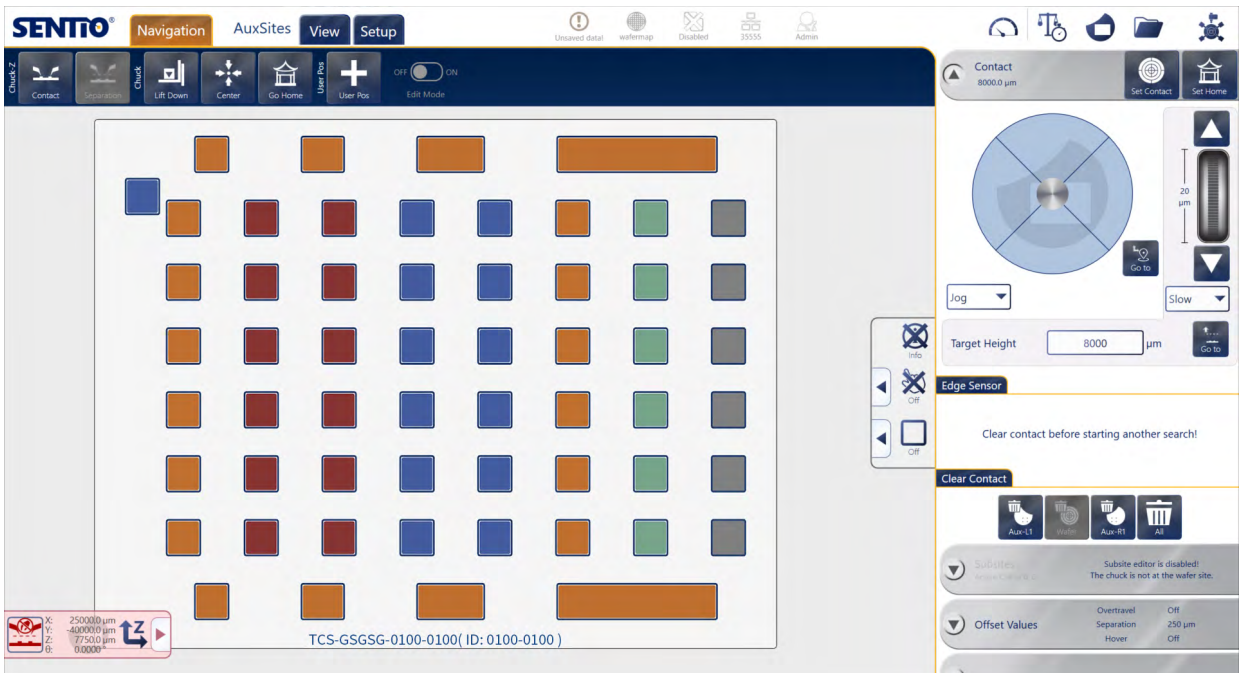 SENTIO®
Navigation
AuxSites
View
Setup
Unsaved data!
wafermap
Disabled
35555
Admin
Chuck-Z
Contact
Separation
Chuck
Lift Down
Center
Go Home
User Pos
User Pos
OFF
ON
Edit Mode
TCS-GSGSG-0100-0100( ID: 0100-0100 )
X: 25000.0 µm
Y: -40000.0 µm
Z: 7750.0 µm
θ: 0.0000 °
Z
Info
Off
Off
Contact
8000.0 µm
Set Contact
Set Home
20
µm
Go to
Jog
Slow
Target Height
8000
µm
Go to
Edge Sensor
Clear contact before starting another search!
Clear Contact
Aux-L1
Wafer
Aux-R1
All
Subsites
Subsite editor is disabled!
The chuck is not at the wafer site.
Offset Values
Overtravel Off
Separation 250 µm
Hover Off